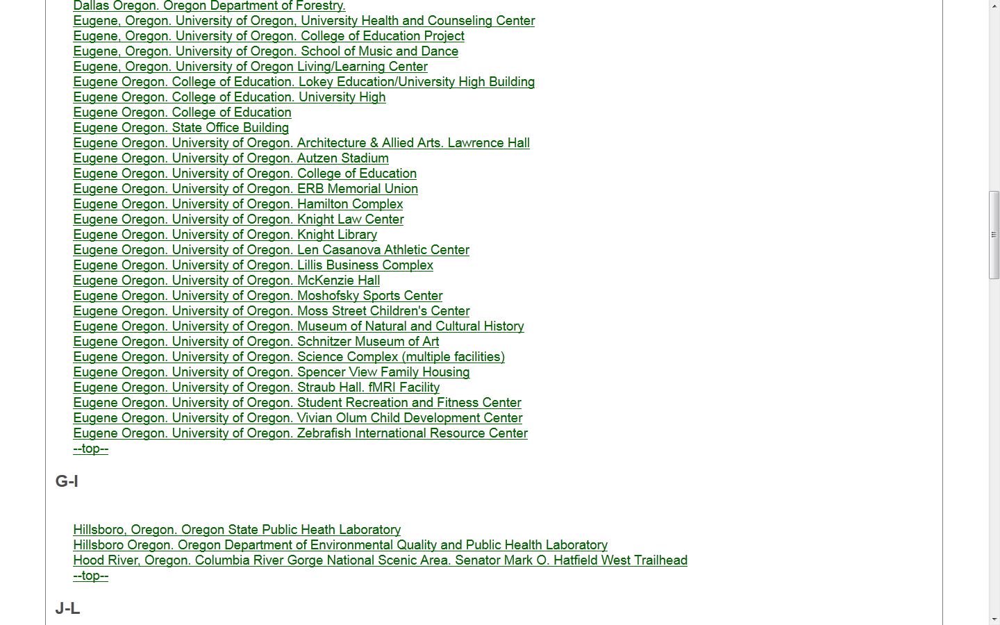 Dallas Oregon. Oregon Department of Forestry.
Eugene, Oregon. University of Oregon, University Health and Counseling Center
Eugene, Oregon. University of Oregon. College of Education Project
Eugene, Oregon. University of Oregon. School of Music and Dance
Eugene, Oregon. University of Oregon Living/Learning Center
Eugene Oregon. College of Education. Lokey Education/University High Building
Eugene Oregon. College of Education. University High
Eugene Oregon. College of Education
Eugene Oregon. State Office Building
Eugene Oregon. University of Oregon. Architecture & Allied Arts. Lawrence Hall
Eugene Oregon. University of Oregon. Autzen Stadium
Eugene Oregon. University of Oregon. College of Education
Eugene Oregon. University of Oregon. ERB Memorial Union
Eugene Oregon. University of Oregon. Hamilton Complex
Eugene Oregon. University of Oregon. Knight Law Center
Eugene Oregon. University of Oregon. Knight Library
Eugene Oregon. University of Oregon. Len Casanova Athletic Center
Eugene Oregon. University of Oregon. Lillis Business Complex
Eugene Oregon. University of Oregon. McKenzie Hall
Eugene Oregon. University of Oregon. Moshofsky Sports Center
Eugene Oregon. University of Oregon. Moss Street Children's Center
Eugene Oregon. University of Oregon. Museum of Natural and Cultural History
Eugene Oregon. University of Oregon. Schnitzer Museum of Art
Eugene Oregon. University of Oregon. Science Complex (multiple facilities)
Eugene Oregon. University of Oregon. Spencer View Family Housing
Eugene Oregon. University of Oregon. Straub Hall. fMRI Facility
Eugene Oregon. University of Oregon. Student Recreation and Fitness Center
Eugene Oregon. University of Oregon. Vivian Olum Child Development Center
Eugene Oregon. University of Oregon. Zebrafish International Resource Center
--top--
G-I
Hillsboro, Oregon. Oregon State Public Heath Laboratory
Hillsboro Oregon. Oregon Department of Environmental Quality and Public Health Laboratory
Hood River, Oregon. Columbia River Gorge National Scenic Area. Senator Mark O. Hatfield West Trailhead
--top--
J-L